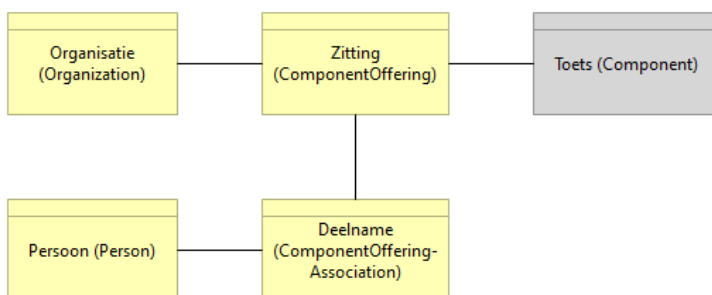 Organisatie
(Organization)
Zitting
(ComponentOffering)
Toets (Component)
Persoon (Person)
Deelname
(ComponentOffering-
Association)